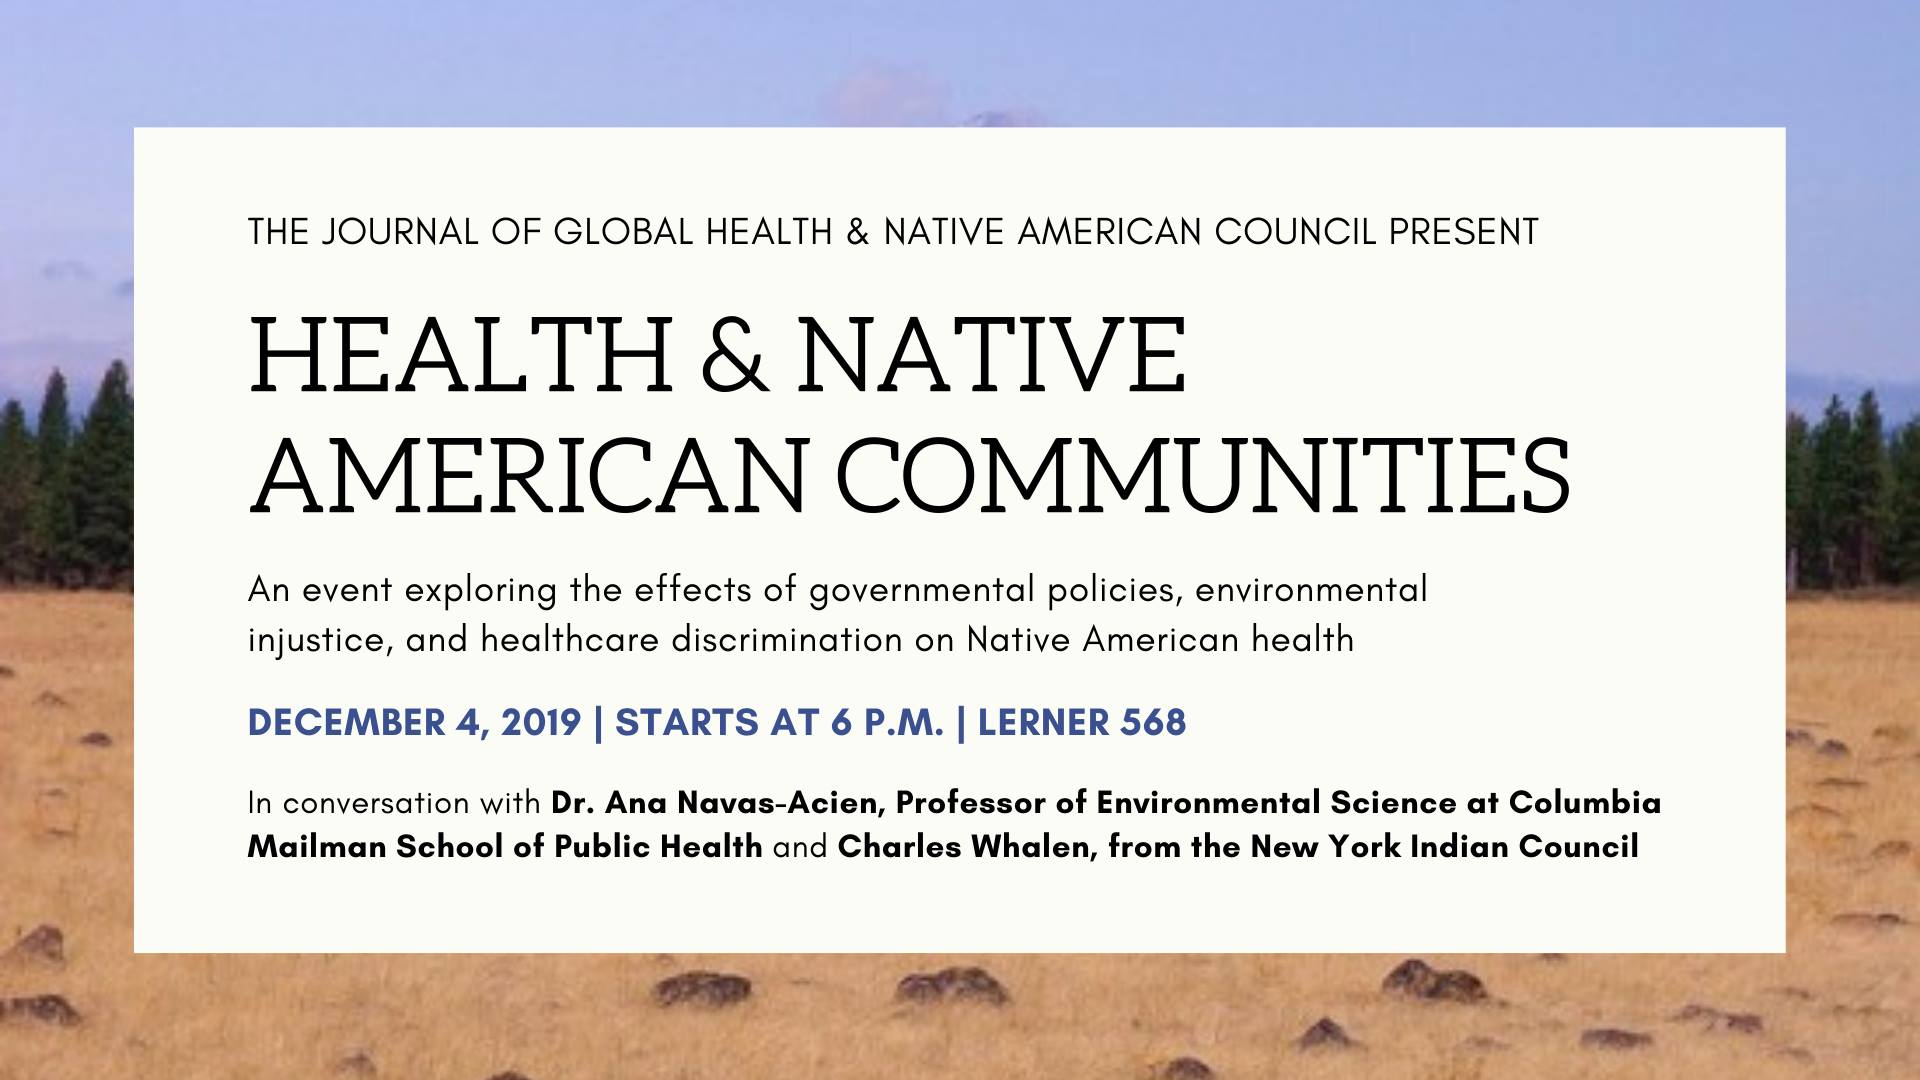 THE JOURNAL OF GLOBAL HEALTH & NATIVE AMERICAN COUNCIL PRESENT
HEALTH & NATIVE
AMERICAN COMMUNITIES
An event exploring the effects of governmental policies, environmental
injustice, and healthcare discrimination on Native American health
DECEMBER 4, 2019 | STARTS AT 6 P.M. | LERNER 568
In conversation with Dr. Ana Navas-Acien, Professor of Environmental Science at Columbia
Mailman School of Public Health and Charles Whalen, from the New York Indian Council